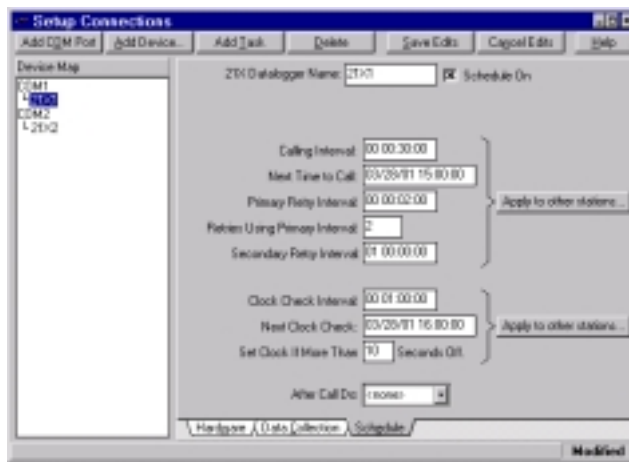 Setup Connections
Add COM Port Add Device... Add Task Delete Save Edits Cancel Edits Help
Device Map
COM1
21X1
COM2
21X2
21X Datalogger Name: 21X1 Schedule On
Calling Interval: 00 00:30:00
Next Time to Call: 03/28/01 15:00:00
Primary Retry Interval: 00 00:02:00
Retries Using Primary Interval: 2
Secondary Retry Interval: 01 00:00:00
Apply to other stations...
Clock Check Interval: 00 01:00:00
Next Clock Check: 03/28/01 16:00:00
Set Clock If More Than 10 Seconds Off.
Apply to other stations...
After Call Do: <none>
Hardware Data Collection Schedule
Modified